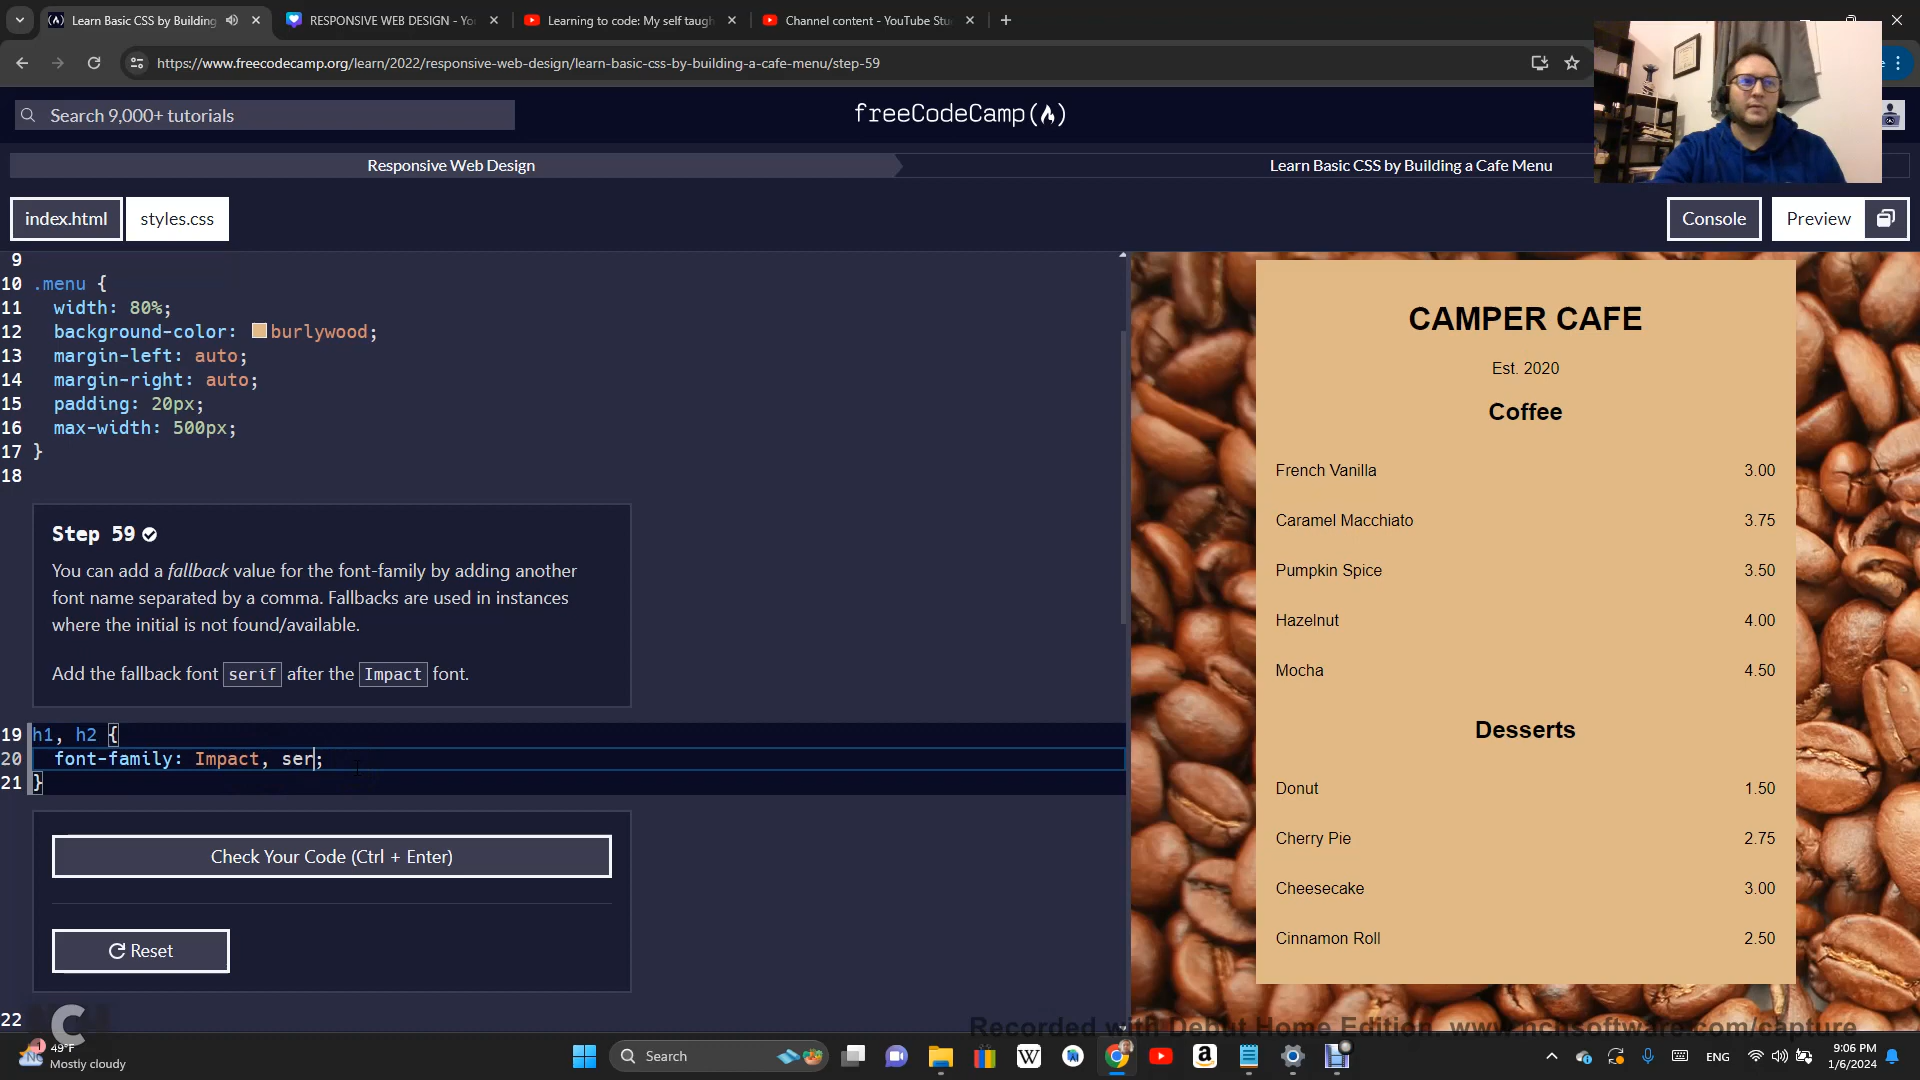 Learn Basic CSS by Building
RESPONSIVE WEB DESIGN - Yo
Learning to code: My self taugh
Channel content - YouTube Stu
https://www.freecodecamp.org/learn/2022/responsive-web-design/learn-basic-css-by-building-a-cafe-menu/step-59
Search 9,000+ tutorials
freeCodeCamp
Responsive Web Design
Learn Basic CSS by Building a Cafe Menu
index.html
styles.css
Console
Preview
9
10 .menu {
11 width: 80%;
12 background-color: burlywood;
13 margin-left: auto;
14 margin-right: auto;
15 padding: 20px;
16 max-width: 500px;
17 }
18
Step 59
You can add a fallback value for the font-family by adding another
font name separated by a comma. Fallbacks are used in instances
where the initial is not found/available.
Add the fallback font serif after the Impact font.
19 h1, h2 {
20 font-family: Impact, ser;
21 }
Check Your Code (Ctrl + Enter)
Reset
22
CAMPER CAFE
Est. 2020
Coffee
French Vanilla 3.00
Caramel Macchiato 3.75
Pumpkin Spice 3.50
Hazelnut 4.00
Mocha 4.50
Desserts
Donut 1.50
Cherry Pie 2.75
Cheesecake 3.00
Cinnamon Roll 2.50
Recorded with Debut Home Edition. www.nchsoftware.com/capture
49°F
Mostly cloudy
Search
ENG
9:06 PM
1/6/2024